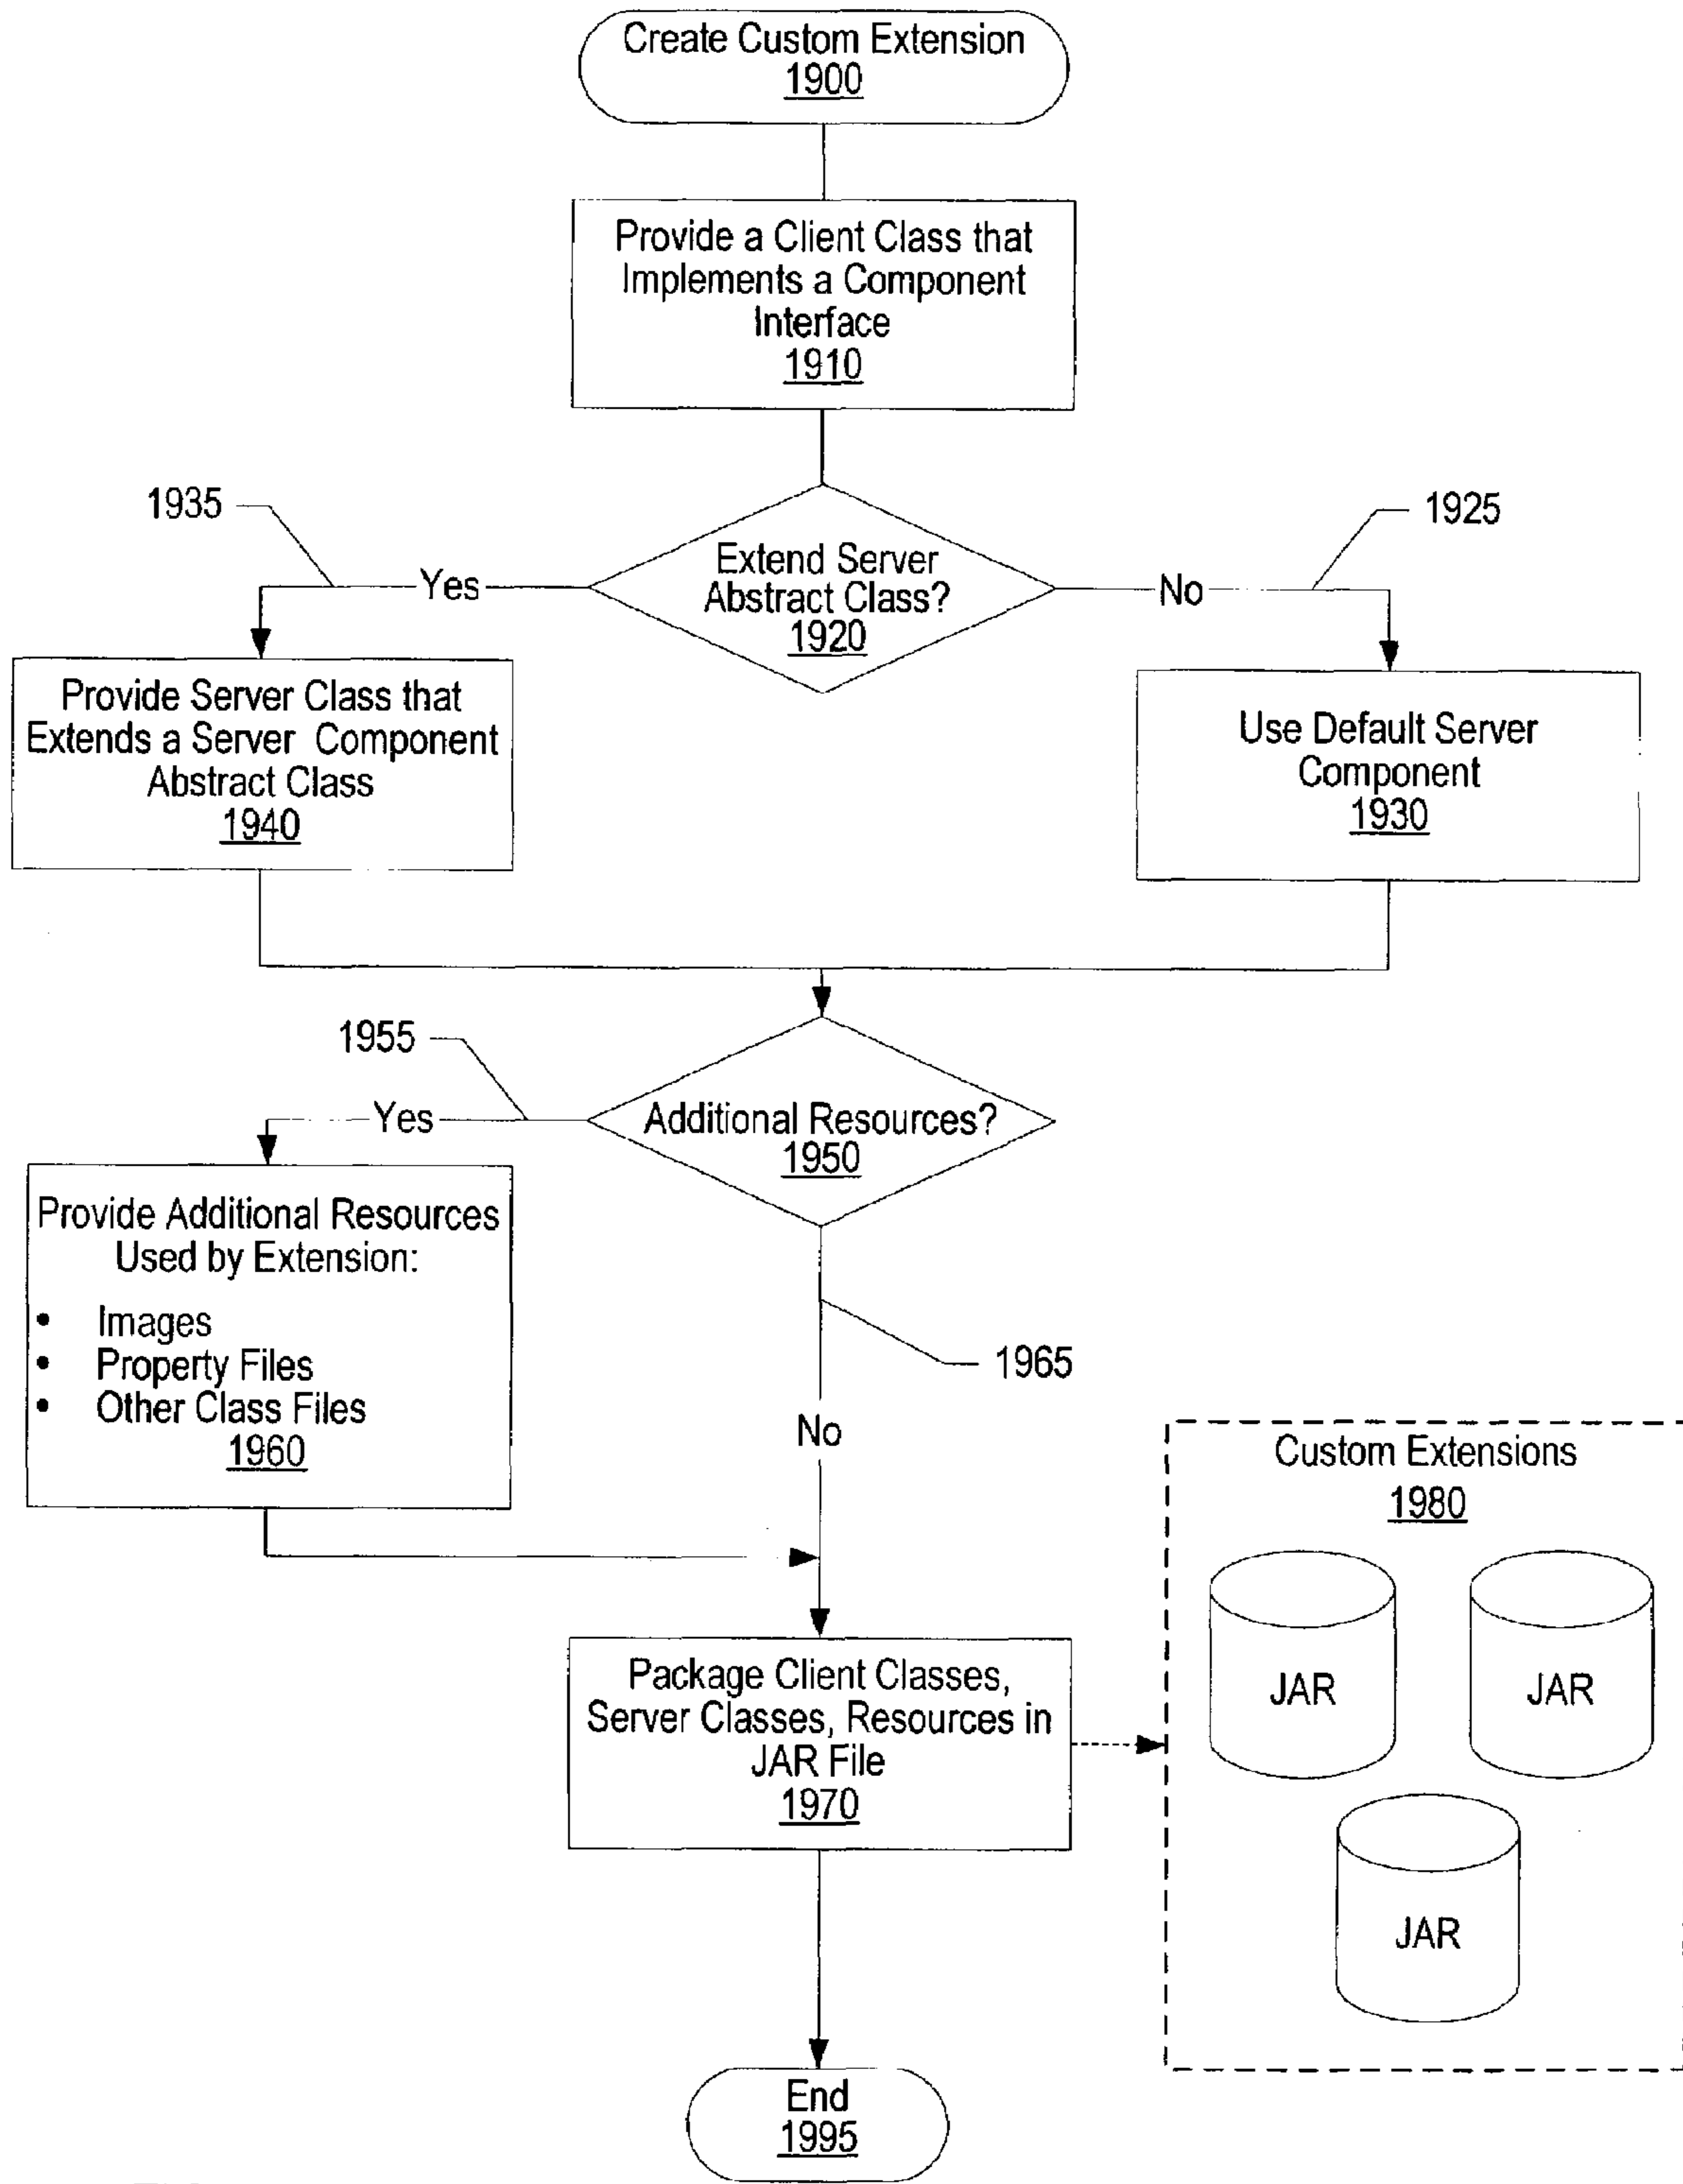 Create Custom Extension
1900
Provide a Client Class that
Implements a Component
Interface
1910
1935
1925
Extend Server
Abstract Class?
1920
Yes
No
Provide Server Class that
Extends a Server Component
Abstract Class
1940
Use Default Server
Component
1930
1955
Yes
Additional Resources?
1950
Provide Additional Resources
Used by Extension:
• Images
• Property Files
• Other Class Files
1960
1965
No
Custom Extensions
1980
JAR
JAR
JAR
Package Client Classes,
Server Classes, Resources in
JAR File
1970
End
1995